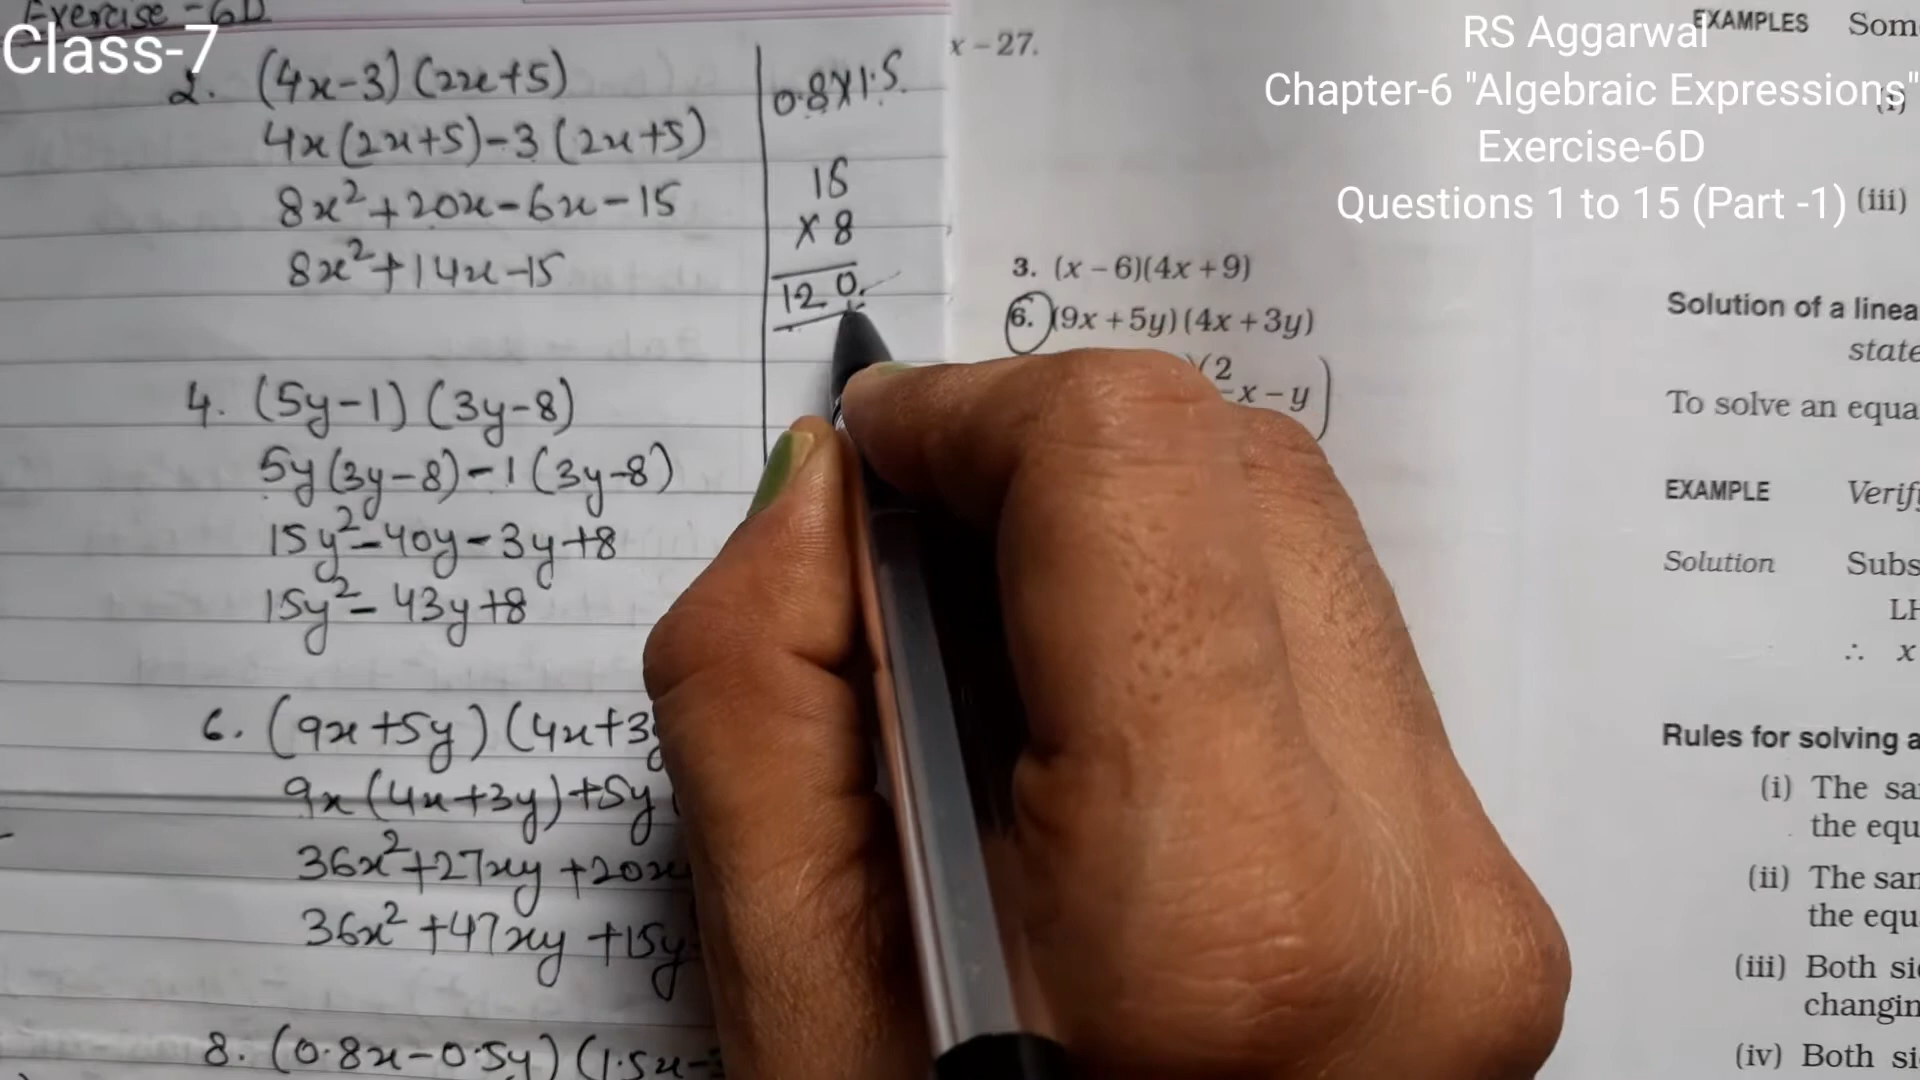 Exercise - 6D
Class-7
2. (4x-3) (2x+5)
4x(2x+5)-3(2x+5)
8x²+20x-6x-15
8x²+14x-15
0.8×1.5
15
×8
120.
4. (5y-1) (3y-8)
5y(3y-8)-1(3y-8)
15y²-40y-3y+8
15y²-43y+8
6. (9x+5y) (4x+3y
9x(4x+3y)+5y
36x²+27xy+20x
36x²+47xy+15y
8. (0.8x-0.5y) (1.5x-
x – 27.
3. (x – 6)(4x + 9)
6. (9x + 5y) (4x + 3y)
(2
x – y)
RS Aggarwal
Chapter-6 "Algebraic Expressions"
Exercise-6D
Questions 1 to 15 (Part -1)
EXAMPLES Som
(i)
(iii)
Solution of a linea
state
To solve an equa
EXAMPLE Verify
Solution Subs
LH
∴ x
Rules for solving a
(i) The sa
the equ
(ii) The sam
the equ
(iii) Both si
changin
(iv) Both si